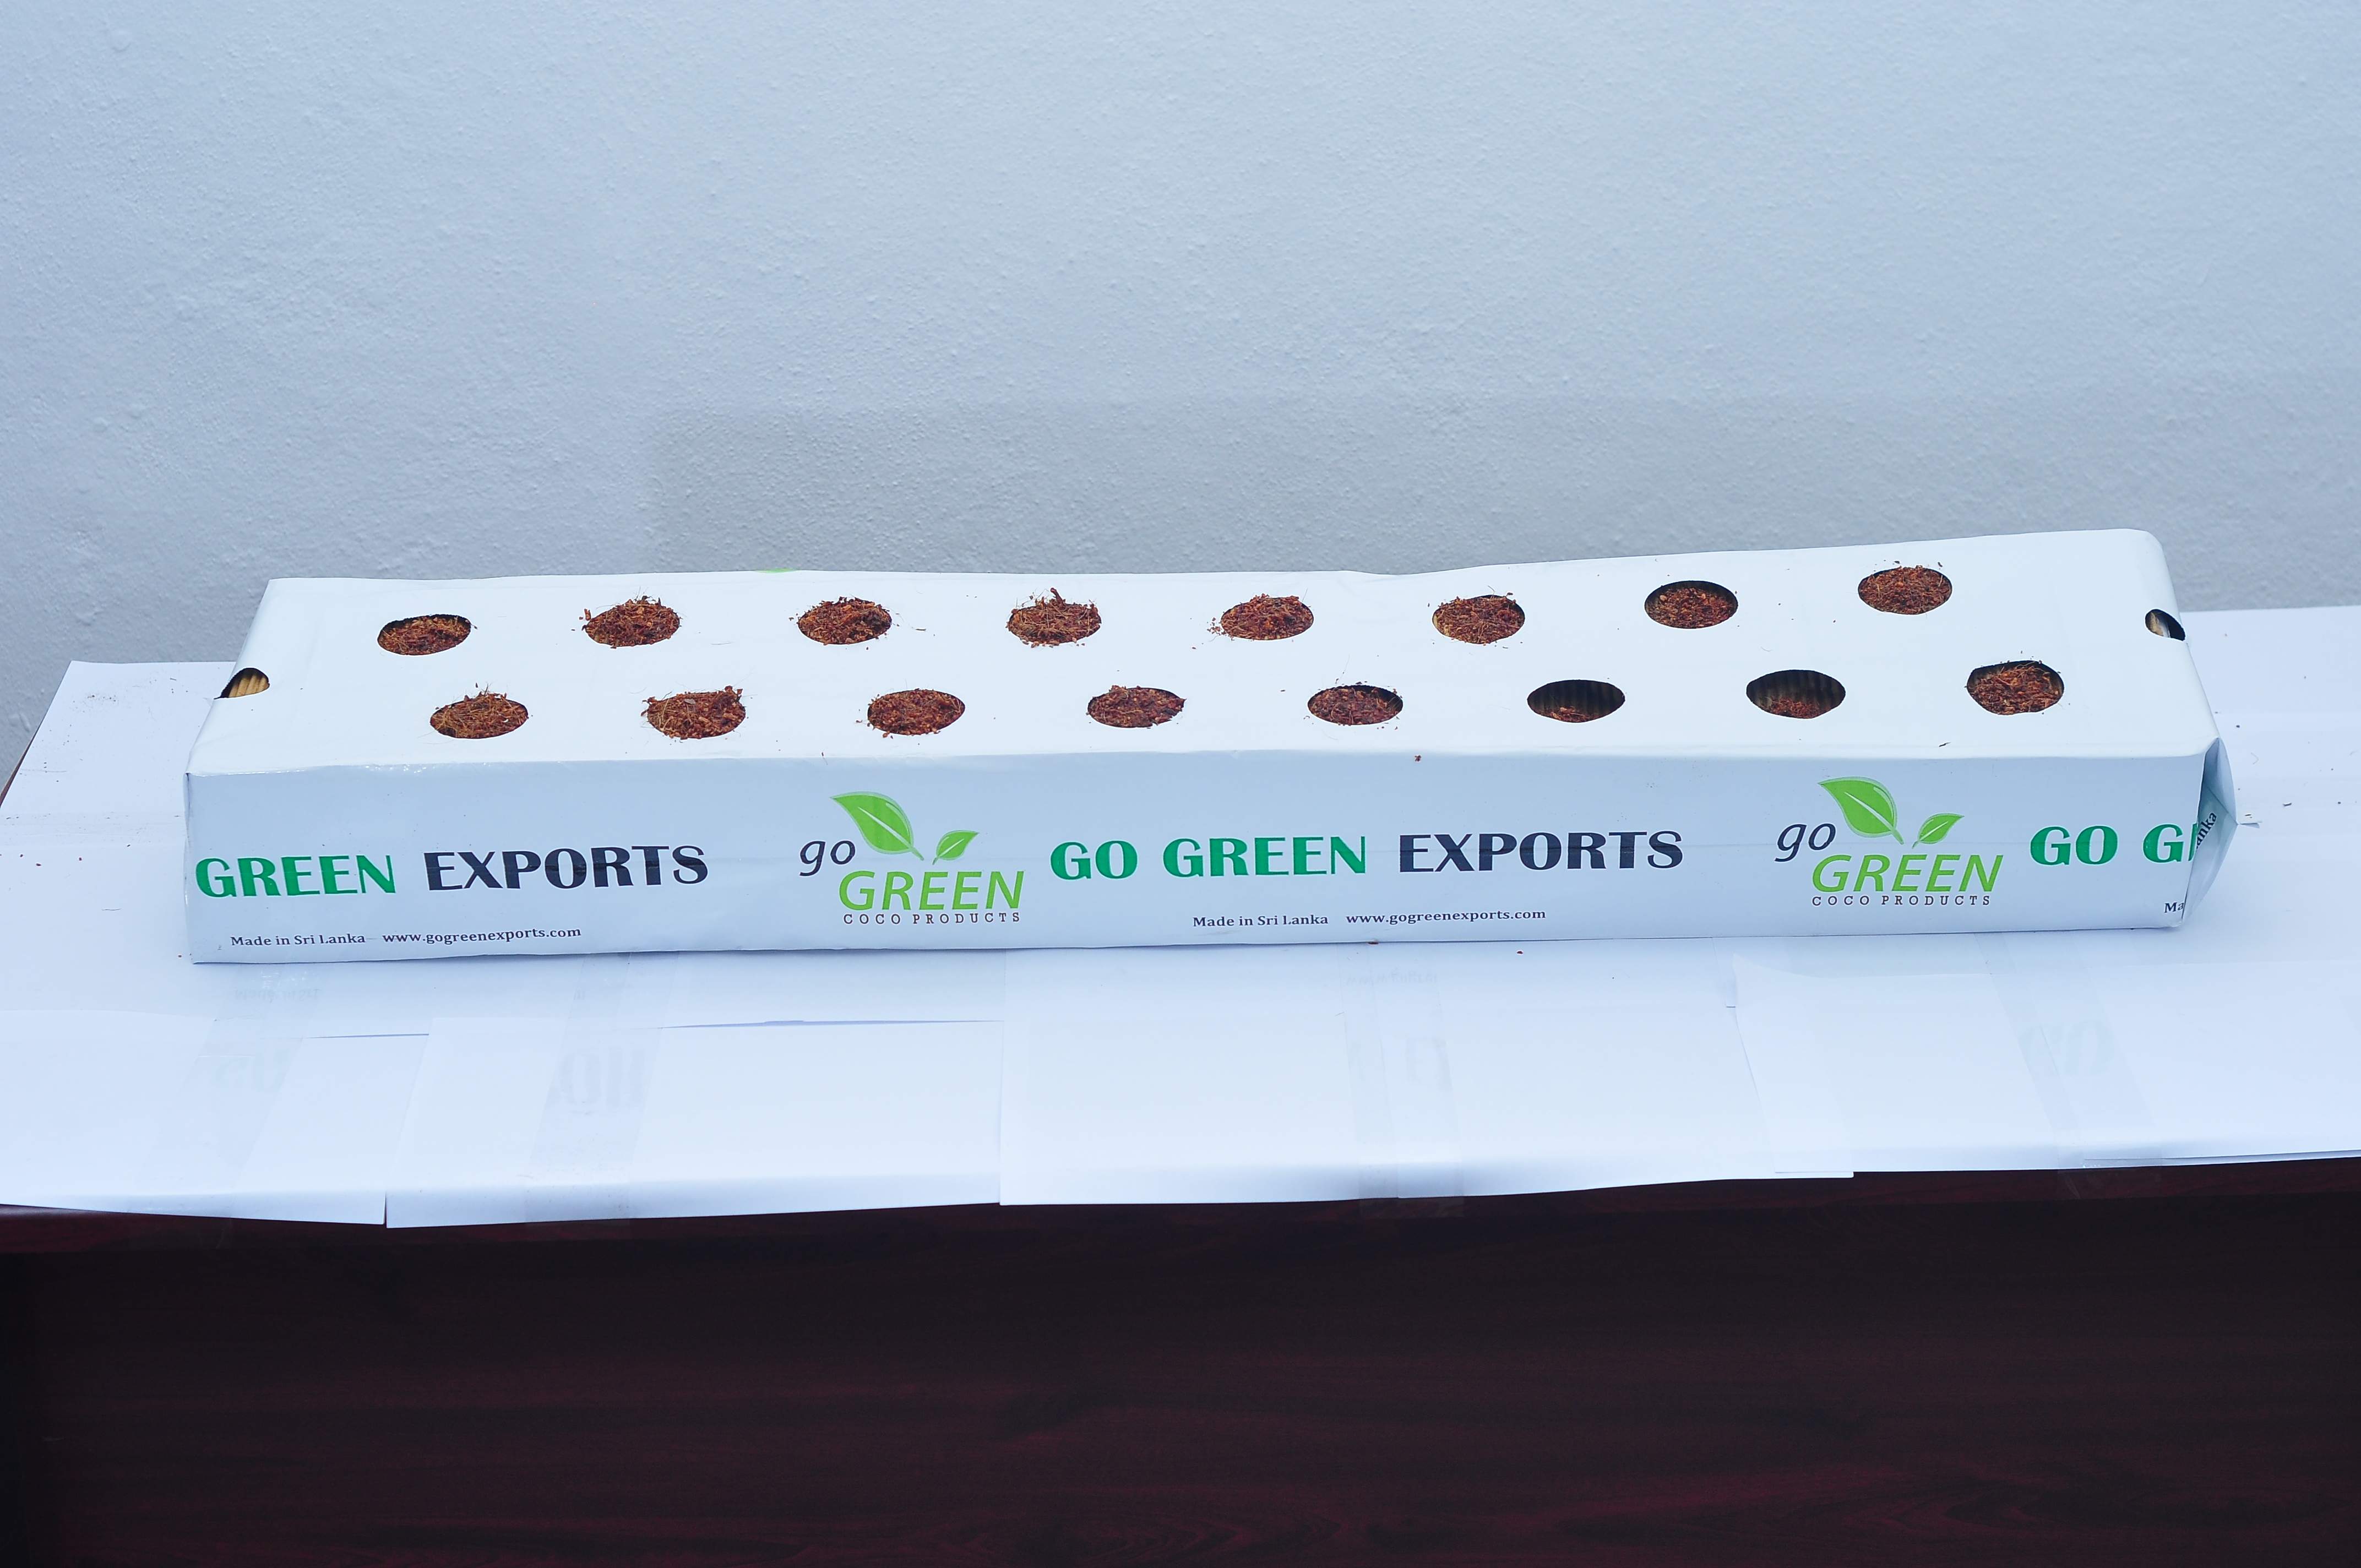 GREEN EXPORTS
Made in Sri Lanka www.gogreenexports.com
go
GREEN
COCO PRODUCTS
GO GREEN EXPORTS
Made in Sri Lanka www.gogreenexports.com
go
GREEN
COCO PRODUCTS
GO